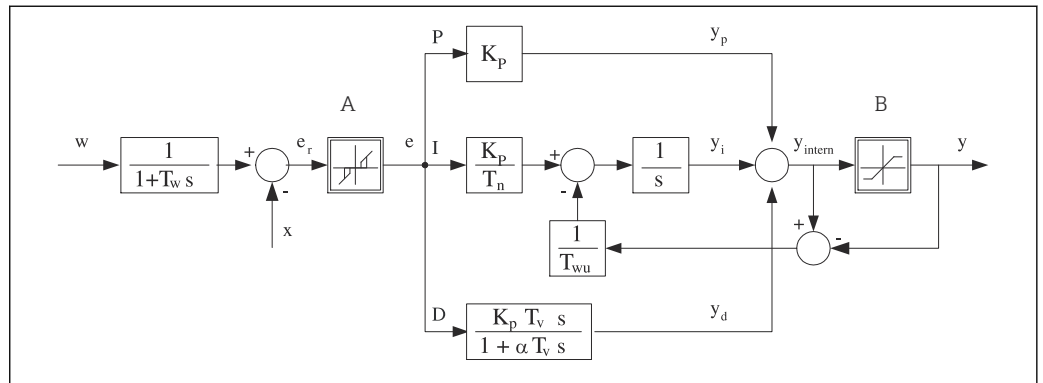 P
K_P
y_p
A
B
w
1
1+T_w s
+
-
e_r
x
e
I
K_P
T_n
+
-
1
s
y_i
y_intern
y
+
-
1
T_wu
D
K_p T_v s
1 + α T_v s
y_d